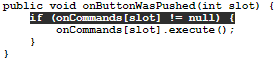 public void onButtonWasPushed(int slot) {
    if (onCommands[slot] != null) {
        onCommands[slot].execute();
    }
}